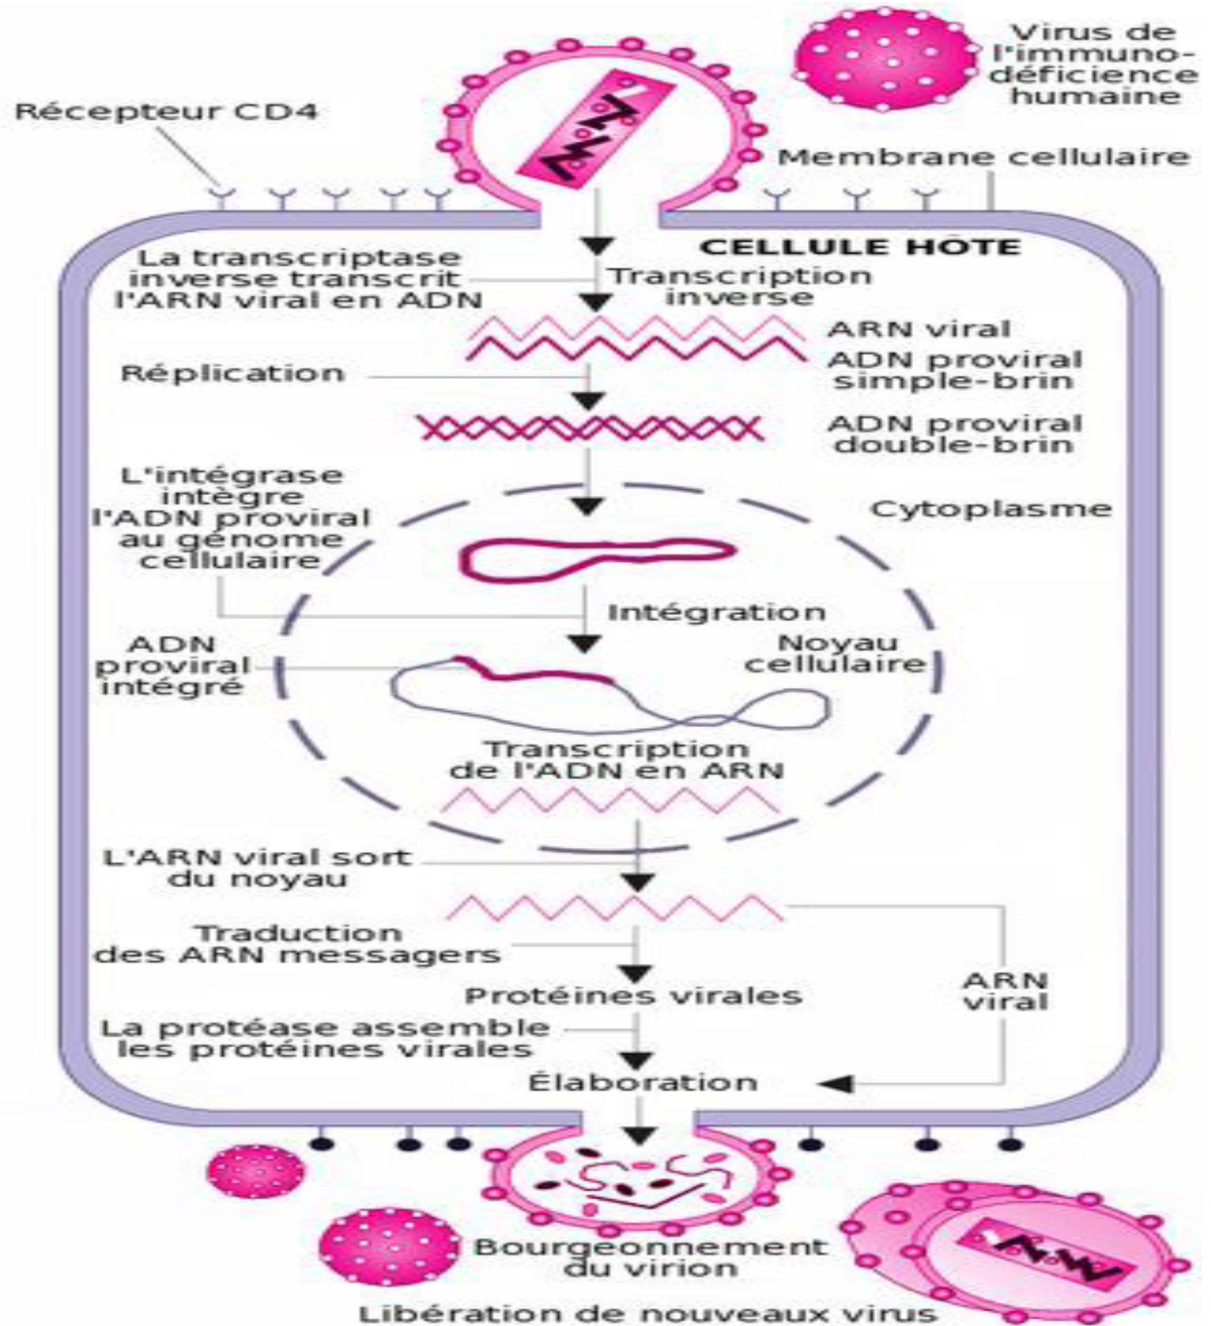 Virus de
l'immuno-
déficience
humaine
Récepteur CD4
Membrane cellulaire
CELLULE HÔTE
La transcriptase
inverse transcrit
l'ARN viral en ADN
Transcription
inverse
ARN viral
ADN proviral
simple-brin
Réplication
ADN proviral
double-brin
L'intégrase
intègre
l'ADN proviral
au génome
cellulaire
Cytoplasme
Intégration
ADN
proviral
intégré
Noyau
cellulaire
Transcription
de l'ADN en ARN
L'ARN viral sort
du noyau
Traduction
des ARN messagers
Protéines virales
ARN
viral
La protéase assemble
les protéines virales
Élaboration
Bourgeonnement
du virion
Libération de nouveaux virus